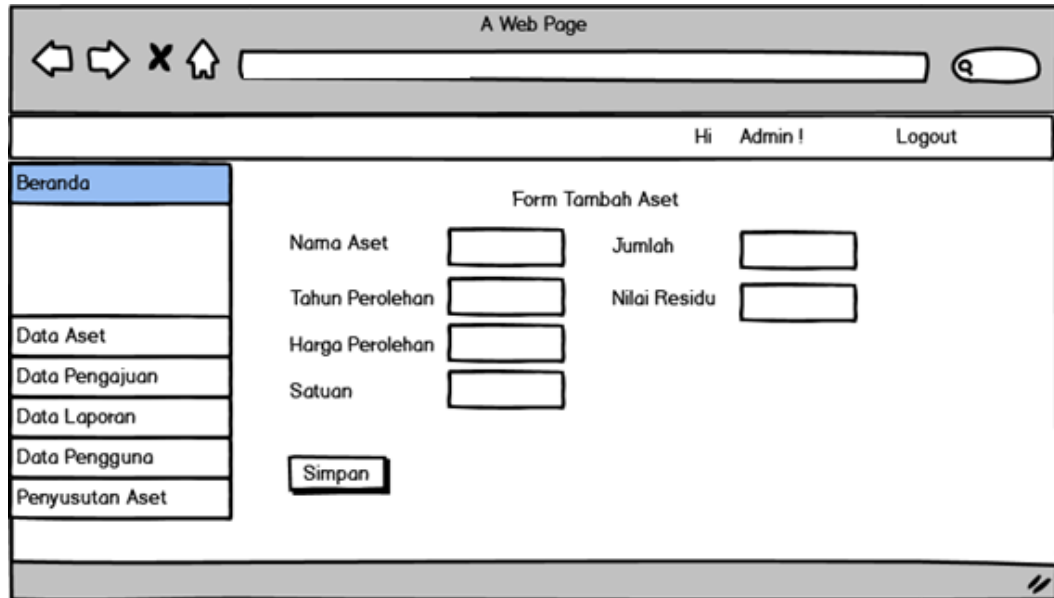 A Web Page
Hi Admin ! Logout
Beranda
Data Aset
Data Pengajuan
Data Laporan
Data Pengguna
Penyusutan Aset
Form Tambah Aset
Nama Aset
Jumlah
Tahun Perolehan
Nilai Residu
Harga Perolehan
Satuan
Simpan